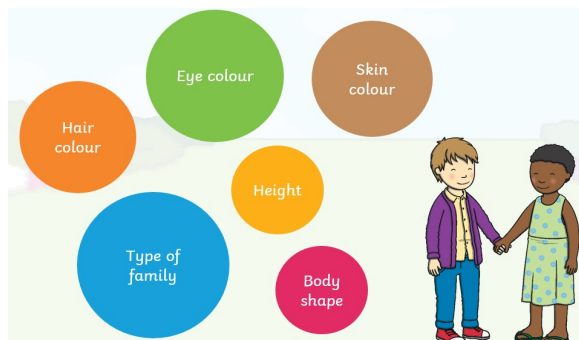 Eye colour
Skin
colour
Hair
colour
Height
Type of
family
Body
shape